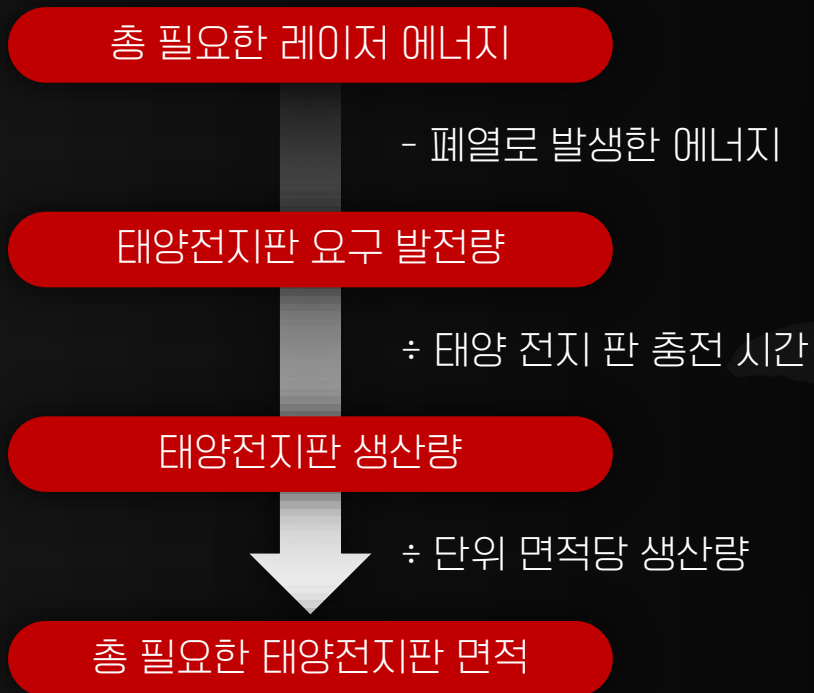 총 필요한 레이저 에너지
- 폐열로 발생한 에너지
태양전지판 요구 발전량
÷ 태양 전지 판 충전 시간
태양전지판 생산량
÷ 단위 면적당 생산량
총 필요한 태양전지판 면적